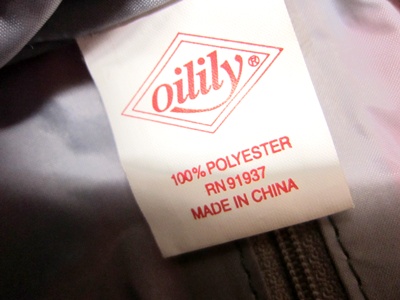 oilily®
100% POLYESTER
RN 91937
MADE IN CHINA